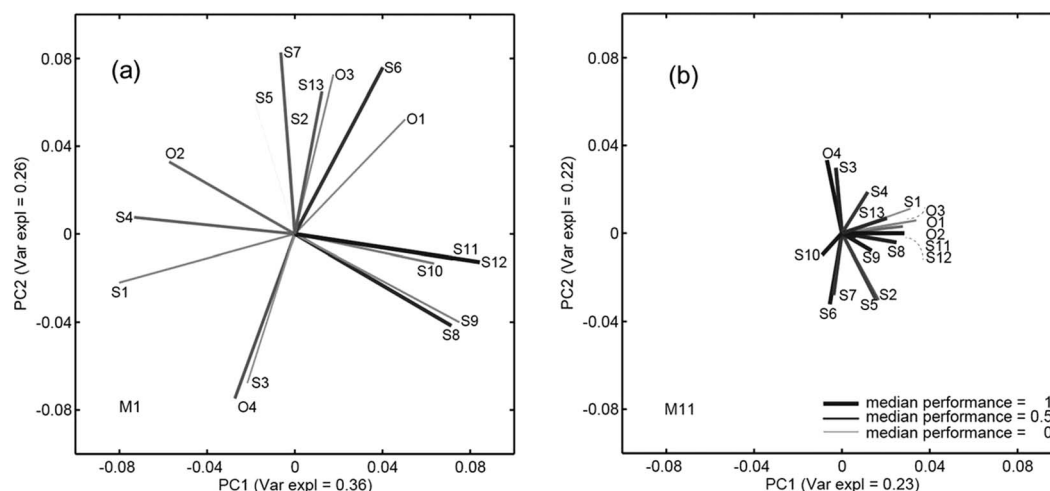 (a)
S7
S13
O3
S6
S5
S2
O1
O2
S4
S1
S11
S10
S12
S9
S8
S3
O4
M1
0.08
0.04
0
-0.04
-0.08
-0.08
-0.04
0
0.04
0.08
PC1 (Var expl = 0.36)
PC2 (Var expl = 0.26)
(b)
O4
S3
S4
S1
S13
O3
O1
O2
S11
S12
S8
S9
S10
S7
S6
S5
S2
M11
median performance = 1
median performance = 0.5
median performance = 0
0.08
0.04
0
-0.04
-0.08
-0.08
-0.04
0
0.04
0.08
PC1 (Var expl = 0.23)
PC2 (Var expl = 0.22)